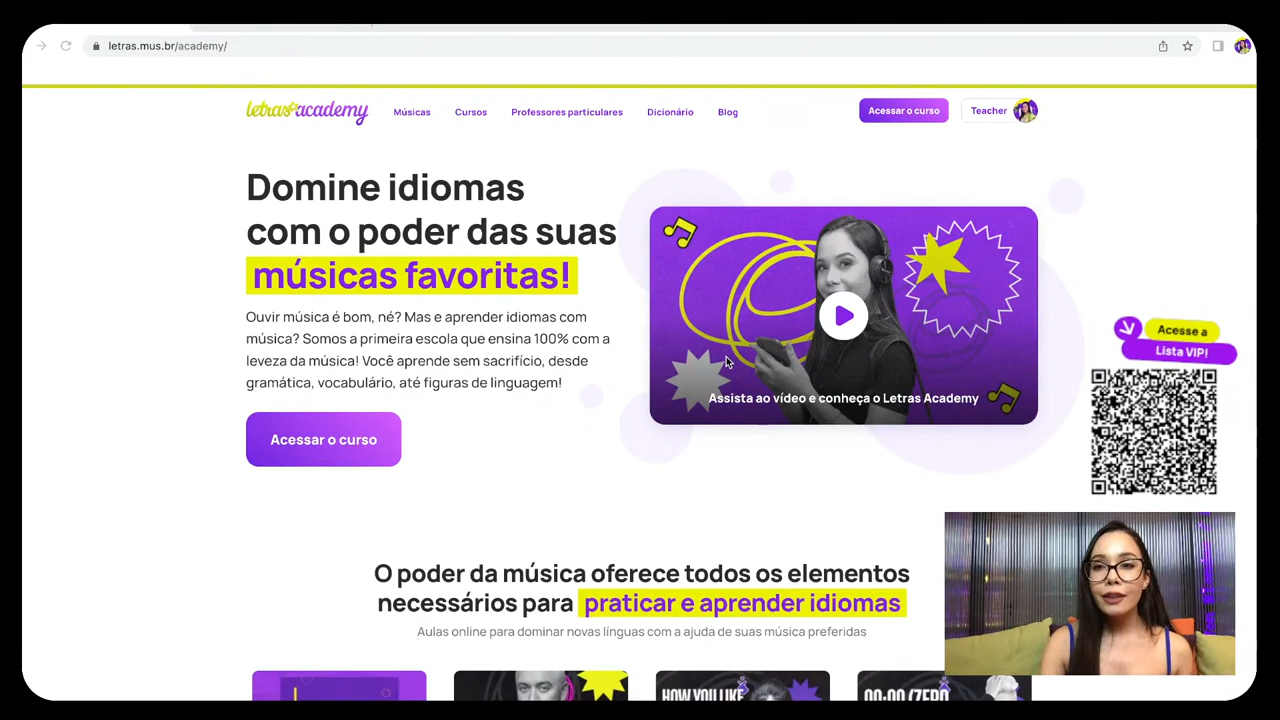 letras.mus.br/academy/
letras academy
Músicas
Cursos
Professores particulares
Dicionário
Blog
Acessar o curso
Teacher
Domine idiomas
com o poder das suas
músicas favoritas!
Ouvir música é bom, né? Mas e aprender idiomas com
música? Somos a primeira escola que ensina 100% com a
leveza da música! Você aprende sem sacrifício, desde
gramática, vocabulário, até figuras de linguagem!
Acessar o curso
Assista ao vídeo e conheça o Letras Academy
Acesse a
Lista VIP!
O poder da música oferece todos os elementos
necessários para praticar e aprender idiomas
Aulas online para dominar novas línguas com a ajuda de suas música preferidas
HOW YOU LIKE
00:00 (ZERO